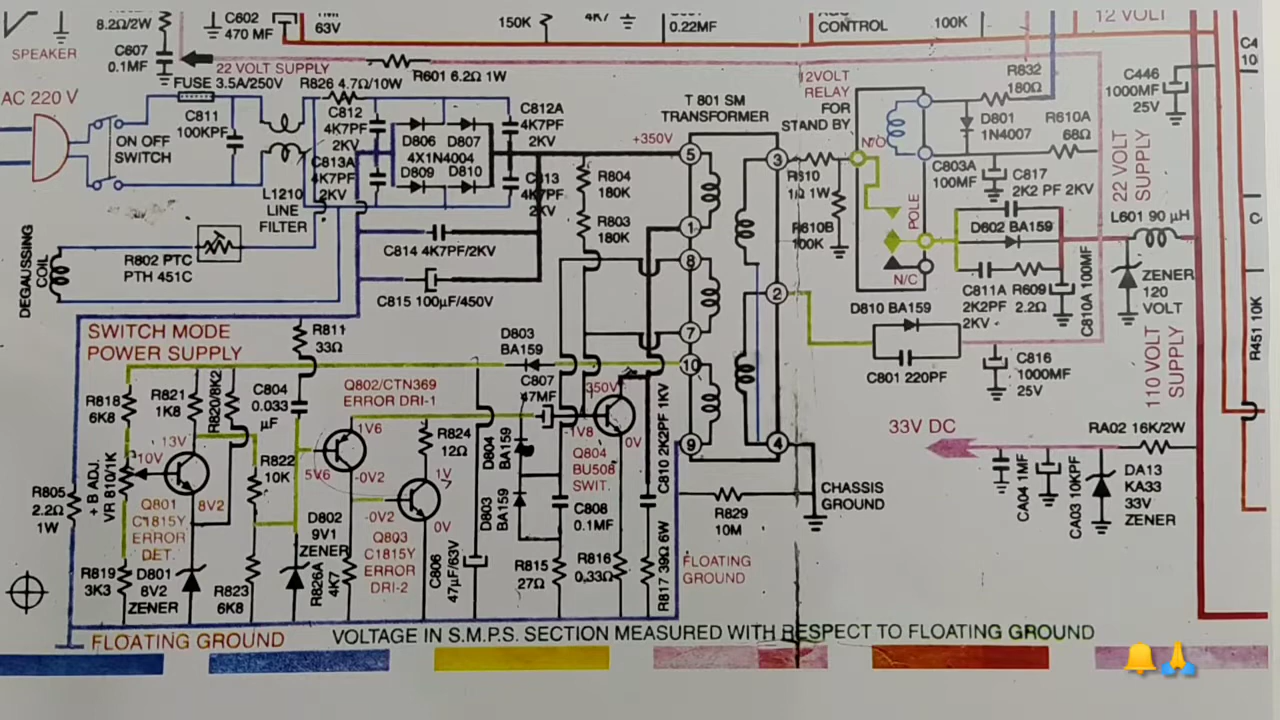 8.2Ω/2W
C602
470 MF
63V
150K
4K7
0.22MF
CONTROL
100K
12 VOLT
SPEAKER
C607
0.1MF
22 VOLT SUPPLY
R601 6.2Ω 1W
12VOLT
RELAY
FOR
STAND BY
R832
180Ω
C446
1000MF
25V
C4
10
AC 220 V
FUSE 3.5A/250V
R826 4.7Ω/10W
C811
100KPF
ON OFF
SWITCH
C812
4K7PF
2KV
C812A
4K7PF
2KV
D806
D807
4X1N4004
D809
D810
C813A
4K7PF
2KV
C813
4K7PF
2KV
L1210
LINE
FILTER
T 801 SM
TRANSFORMER
+350V
5
1
8
7
10
9
3
2
4
R804
180K
R803
180K
R810
1Ω 1W
R810B
100K
N/O
POLE
N/C
D801
1N4007
R610A
68Ω
C803A
100MF
C817
2K2 PF 2KV
22 VOLT
SUPPLY
D602 BA159
L601 90 µH
C811A
2K2PF
2KV
R609
2.2Ω
C810A 100MF
ZENER
120
VOLT
C
DEGAUSSING
COIL
R802 PTC
PTH 451C
C814 4K7PF/2KV
C815 100µF/450V
D810 BA159
C801 220PF
C816
1000MF
25V
110 VOLT
SUPPLY
R451 10K
SWITCH MODE
POWER SUPPLY
R811
33Ω
D803
BA159
C807
47MF
350V
R818
6K8
R821
1K8
R820/8K2
C804
0.033
µF
Q802/CTN369
ERROR DRI-1
1V6
5V6
-0V2
R824
12Ω
1V
-0V2
0V
D804
BA159
BA159
D803
-1V8
0V
Q804
BU508
SWIT.
C810 2K2PF 1KV
33V DC
RA02 16K/2W
CA04 1MF
CA03 10KPF
DA13
KA33
33V
ZENER
13V
10V
8V2
R805
2.2Ω
1W
+ B ADJ.
VR 810/1K
Q801
C1815Y
ERROR
DET.
R822
10K
D802
9V1
ZENER
Q803
C1815Y
ERROR
DRI-2
C808
0.1MF
R829
10M
CHASSIS
GROUND
R819
3K3
D801
8V2
ZENER
R823
6K8
R826A
4K7
C806
47µF/63V
R815
27Ω
R816
0.33Ω
R817 39Ω 6W
FLOATING
GROUND
FLOATING GROUND
VOLTAGE IN S.M.P.S. SECTION MEASURED WITH RESPECT TO FLOATING GROUND